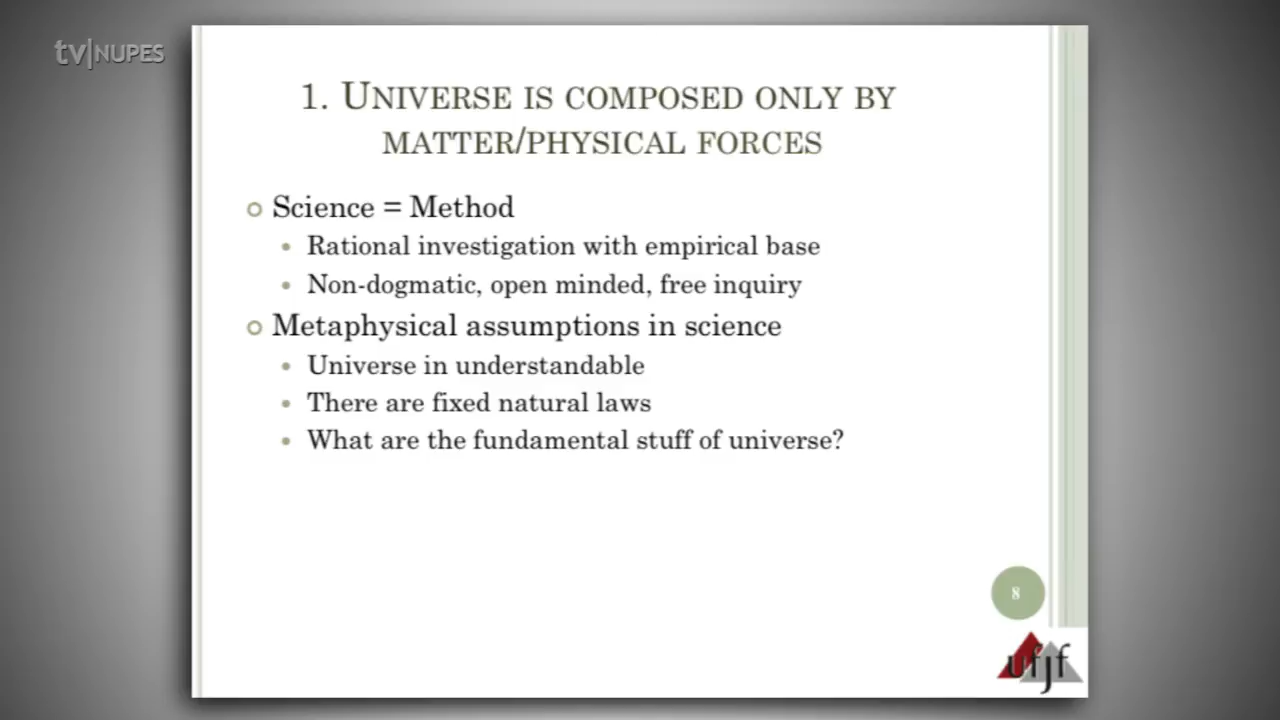 tv|NUPES
1. UNIVERSE IS COMPOSED ONLY BY
MATTER/PHYSICAL FORCES
Science = Method
Rational investigation with empirical base
Non-dogmatic, open minded, free inquiry
Metaphysical assumptions in science
Universe in understandable
There are fixed natural laws
What are the fundamental stuff of universe?
8
ufjf